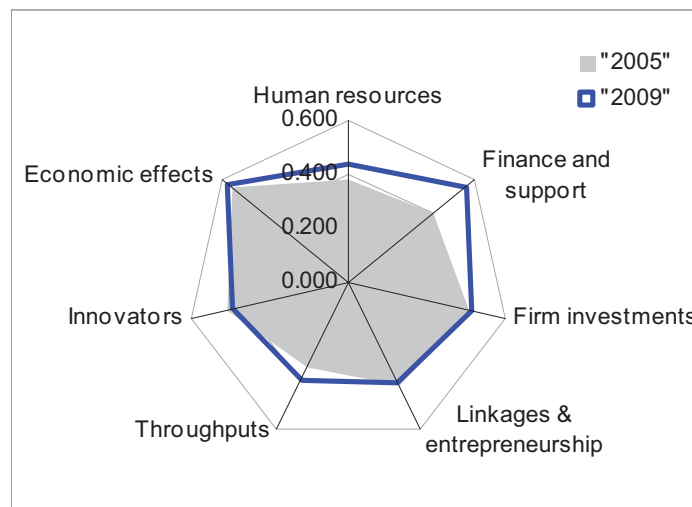 "2005"
"2009"
Human resources
0.600
0.400
0.200
0.000
Finance and
support
Firm investments
Linkages &
entrepreneurship
Throughputs
Innovators
Economic effects